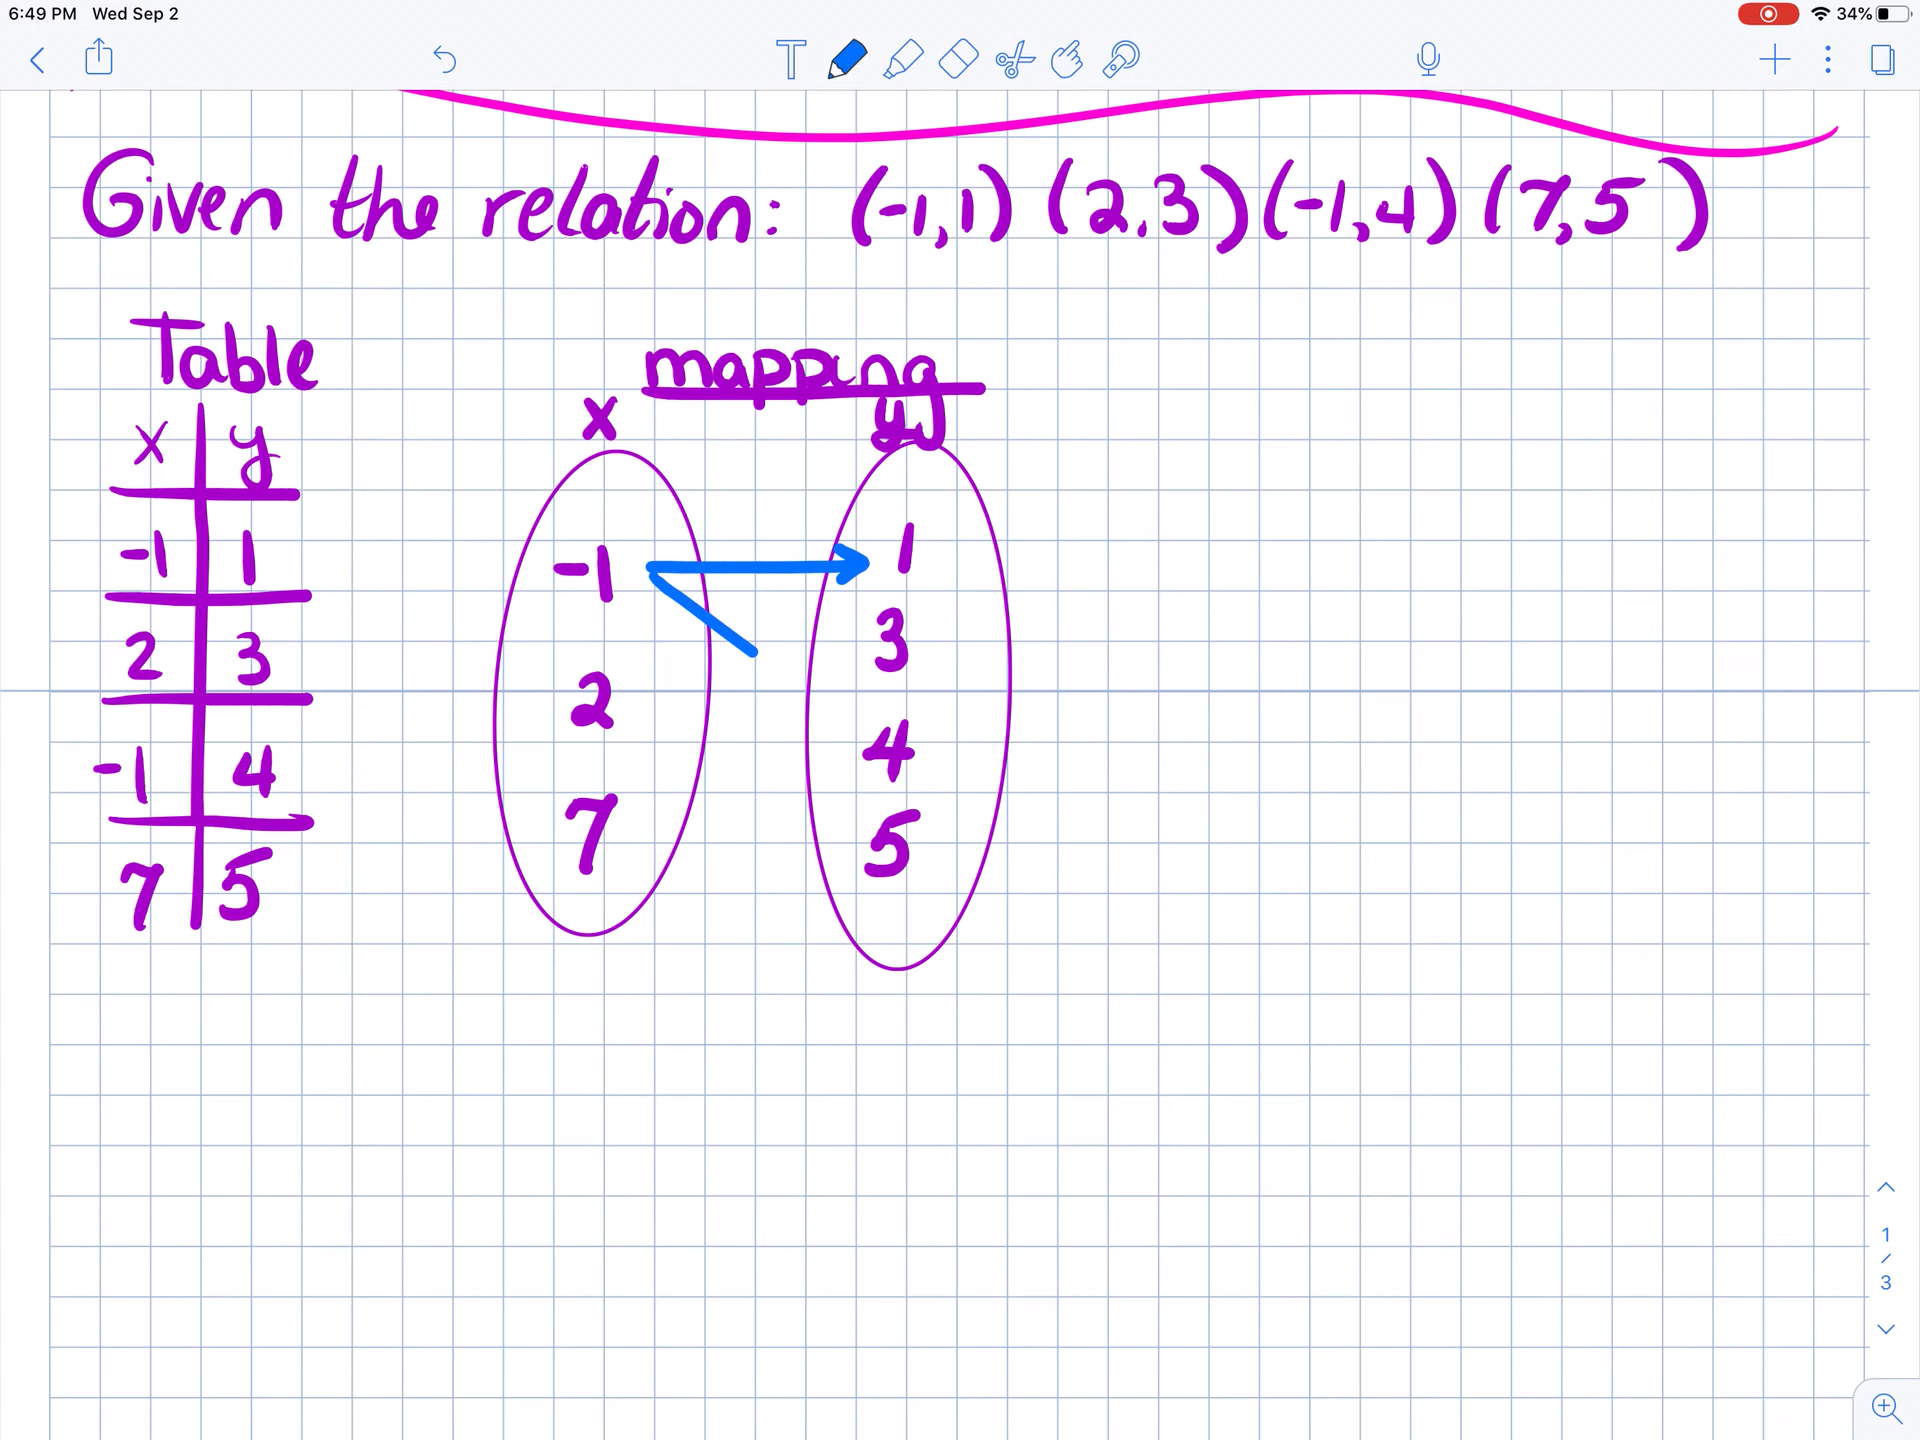 6:49 PM Wed Sep 2
34%
T
Given the relation: (-1,1) (2,3) (-1,4) (7,5)
Table
x y
-1 1
2 3
-1 4
7 5
mapping
x y
-1 1
3
2
4
7 5
1
/
3